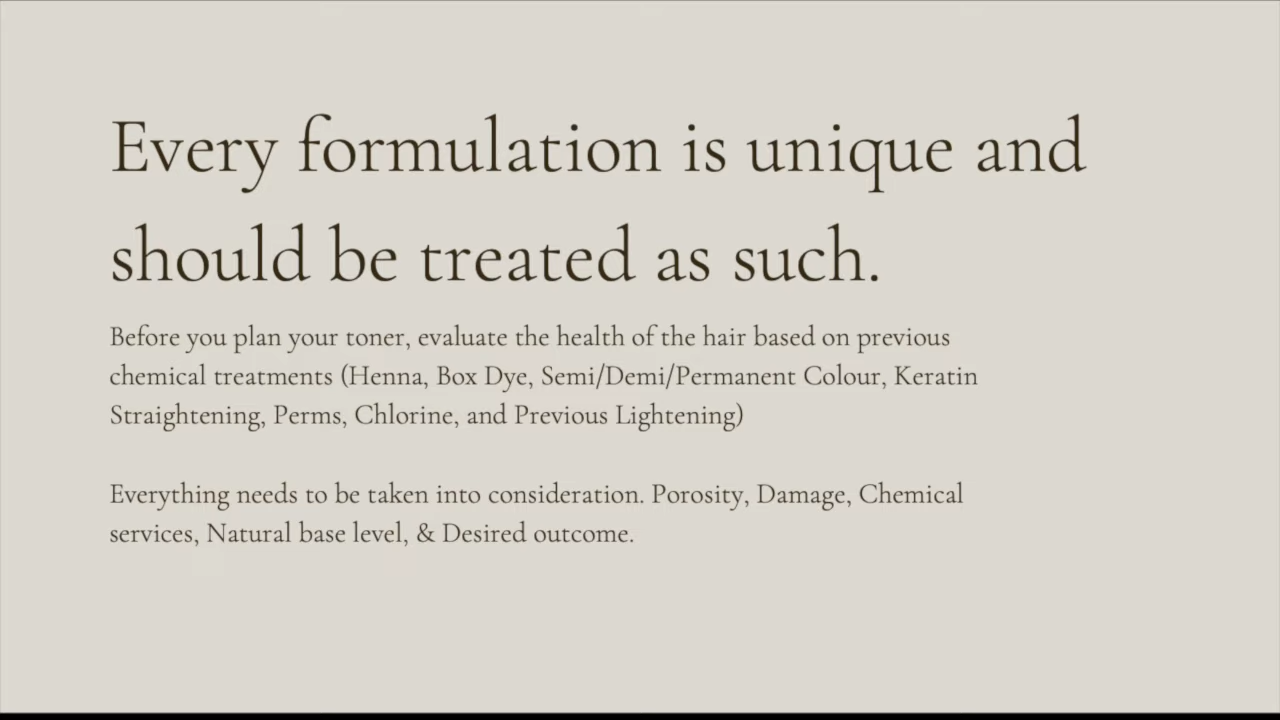 Every formulation is unique and
should be treated as such.
Before you plan your toner, evaluate the health of the hair based on previous
chemical treatments (Henna, Box Dye, Semi/Demi/Permanent Colour, Keratin
Straightening, Perms, Chlorine, and Previous Lightening)
Everything needs to be taken into consideration. Porosity, Damage, Chemical
services, Natural base level, & Desired outcome.